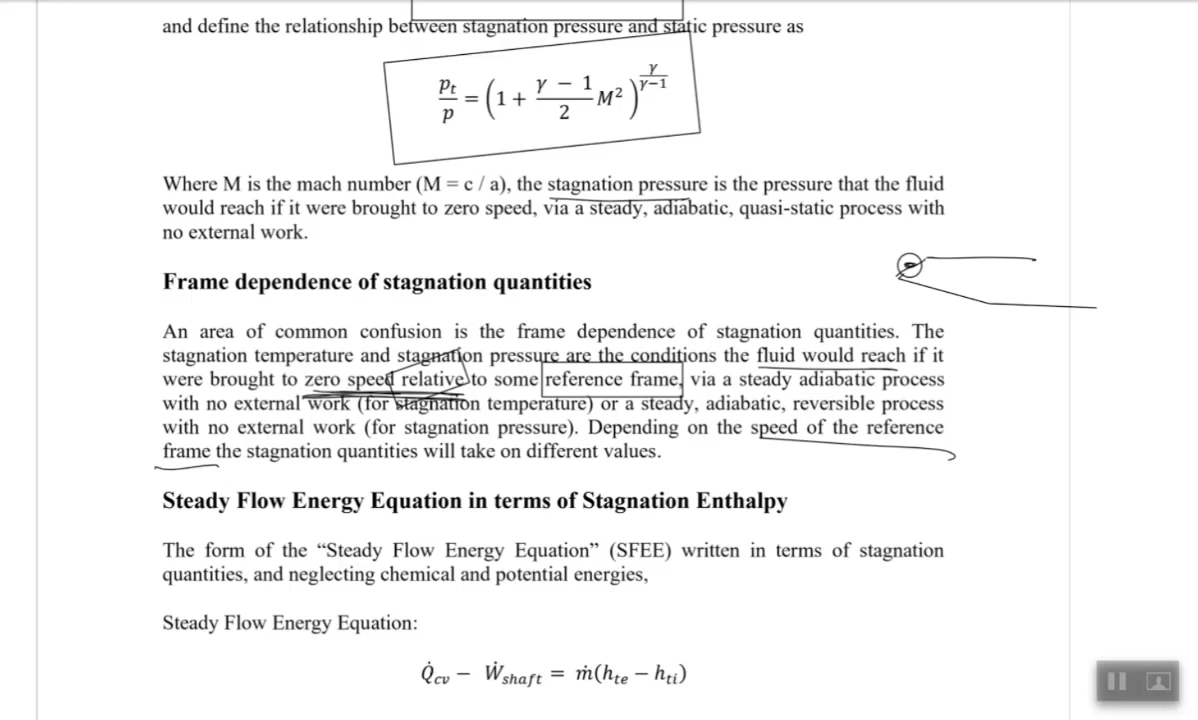 and define the relationship between stagnation pressure and static pressure as
p_t/p = (1 + (γ − 1)/2 M²)^(γ/(γ−1))
Where M is the mach number (M = c / a), the stagnation pressure is the pressure that the fluid
would reach if it were brought to zero speed, via a steady, adiabatic, quasi-static process with
no external work.
Frame dependence of stagnation quantities
An area of common confusion is the frame dependence of stagnation quantities. The
stagnation temperature and stagnation pressure are the conditions the fluid would reach if it
were brought to zero speed relative to some reference frame, via a steady adiabatic process
with no external work (for stagnation temperature) or a steady, adiabatic, reversible process
with no external work (for stagnation pressure). Depending on the speed of the reference
frame the stagnation quantities will take on different values.
Steady Flow Energy Equation in terms of Stagnation Enthalpy
The form of the “Steady Flow Energy Equation” (SFEE) written in terms of stagnation
quantities, and neglecting chemical and potential energies,
Steady Flow Energy Equation:
Q̇_cv − Ẇ_shaft = ṁ(h_te − h_ti)